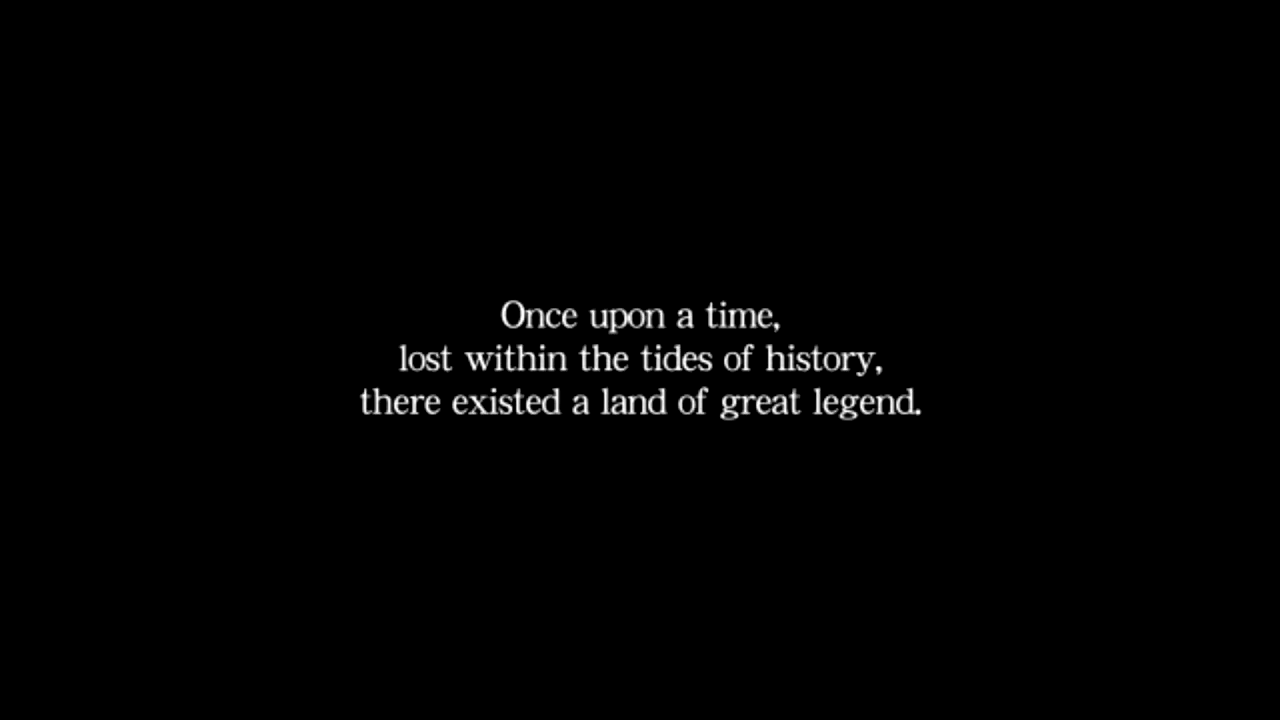 Once upon a time,
lost within the tides of history,
there existed a land of great legend.